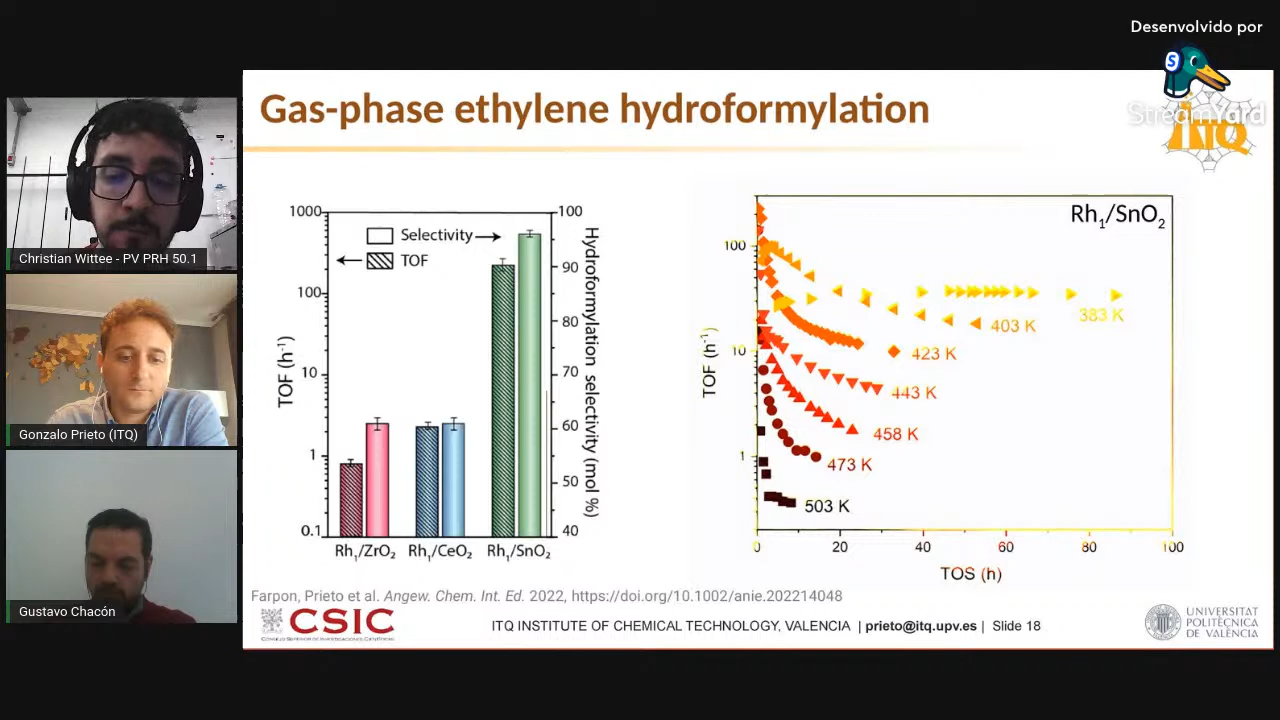 Desenvolvido por
StreamYard
Christian Wittee - PV PRH 50.1
Gonzalo Prieto (ITQ)
Gustavo Chacón
Gas-phase ethylene hydroformylation
ITQ
1000
100
10
1
0.1
TOF (h⁻¹)
Selectivity
TOF
100
90
80
70
60
50
40
Hydroformylation selectivity (mol %)
Rh₁/ZrO₂ Rh₁/CeO₂ Rh₁/SnO₂
Rh₁/SnO₂
100
10
1
TOF (h⁻¹)
383 K
403 K
423 K
443 K
458 K
473 K
503 K
0 20 40 60 80 100
TOS (h)
Farpon, Prieto et al. Angew. Chem. Int. Ed. 2022, https://doi.org/10.1002/anie.202214048
CSIC
CONSEJO SUPERIOR DE INVESTIGACIONES CIENTÍFICAS
ITQ INSTITUTE OF CHEMICAL TECHNOLOGY, VALENCIA | prieto@itq.upv.es | Slide 18
UNIVERSITAT
POLITÈCNICA
DE VALÈNCIA